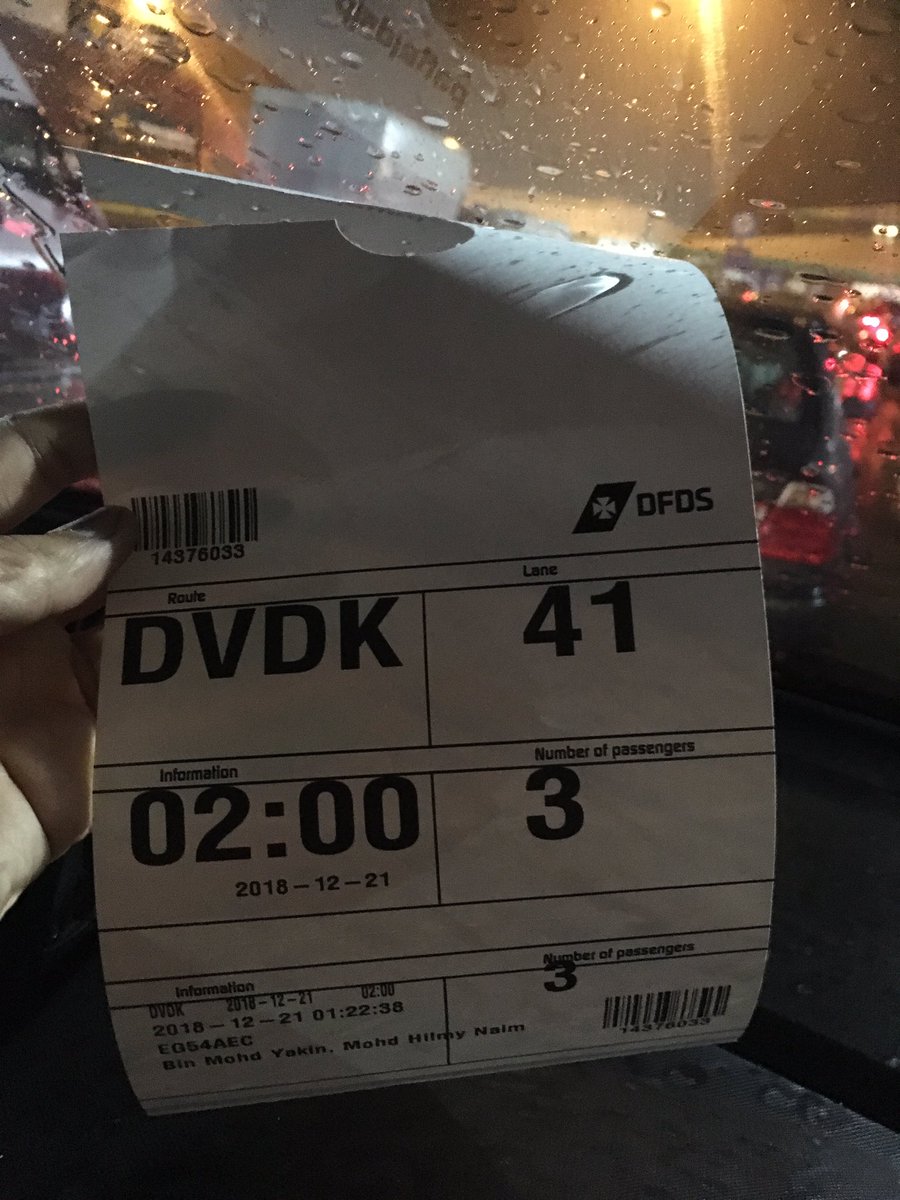 DFDS
14376033
Route
Lane
DVDK
41
Information
Number of passengers
02:00
3
2018-12-21
Information
Number of passengers
DVDK 2018-12-21 02:00
3
2018-12-21 01:22:38
EG54AEC
Bin Mohd Yakin, Mohd Hilmy Naim
14376033